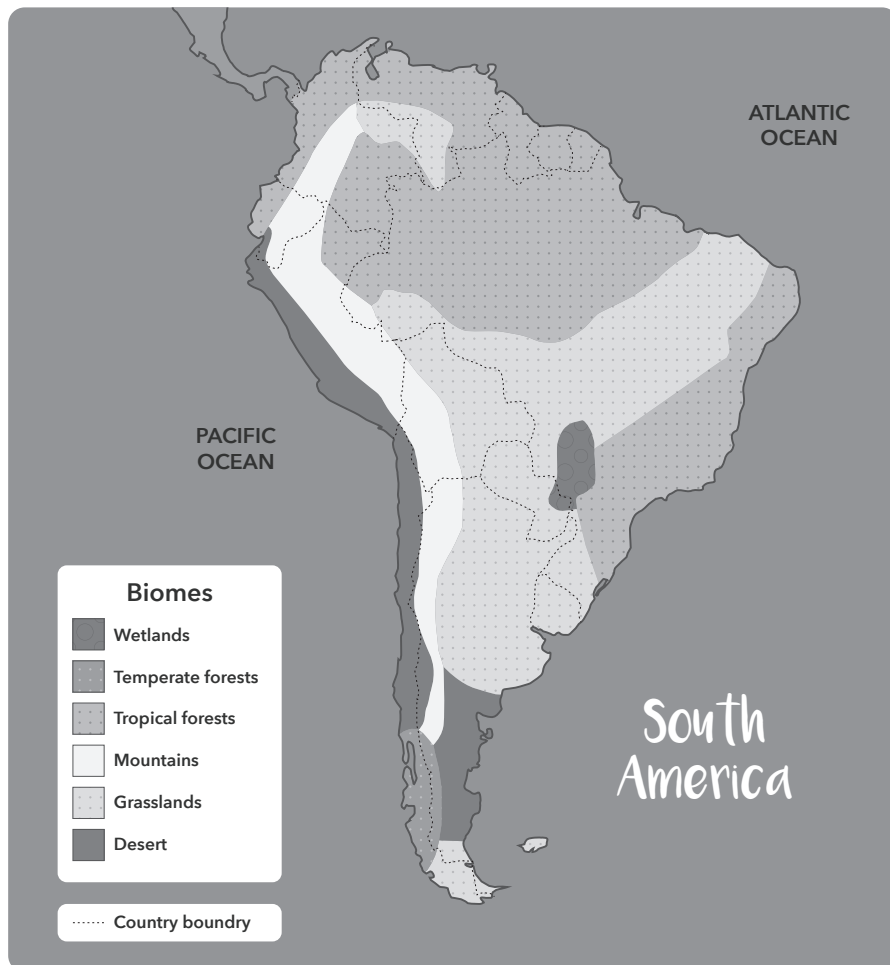 ATLANTIC
OCEAN
PACIFIC
OCEAN
Biomes
Wetlands
Temperate forests
Tropical forests
Mountains
Grasslands
Desert
Country boundry
South
America